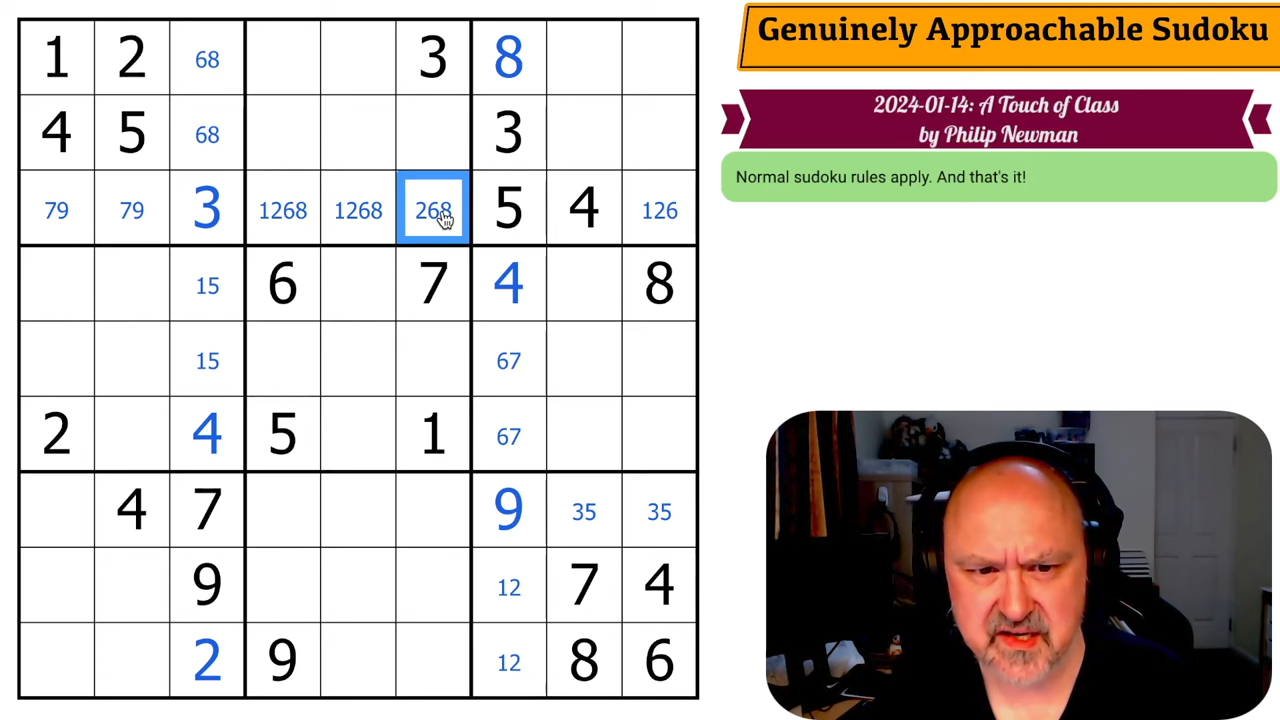 Genuinely Approachable Sudoku
2024-01-14: A Touch of Class
by Philip Newman
Normal sudoku rules apply. And that's it!
1 2 68 3 8
4 5 68 3
79 79 3 1268 1268 268 5 4 126
15 6 7 4 8
15 67
2 4 5 1 67
4 7 9 35 35
9 12 7 4
2 9 12 8 6